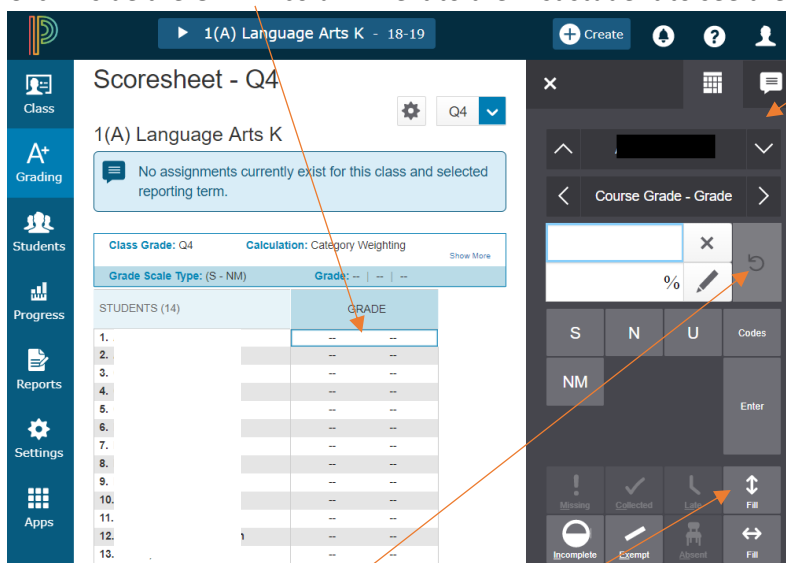 1(A) Language Arts K - 18-19
Create
Class
Grading
Students
Progress
Reports
Settings
Apps
Scoresheet - Q4
Q4
1(A) Language Arts K
No assignments currently exist for this class and selected
reporting term.
Class Grade: Q4 Calculation: Category Weighting
Show More
Grade Scale Type: (S - NM) Grade: -- | -- | --
STUDENTS (14) GRADE
1. -- --
2. -- --
3. -- --
4. -- --
5. -- --
6. -- --
7. -- --
8. -- --
9. -- --
10. -- --
11. -- --
12. -- --
13. -- --
Course Grade - Grade
%
S N U Codes
NM
Enter
Missing Collected Late Fill
Incomplete Exempt Absent Fill